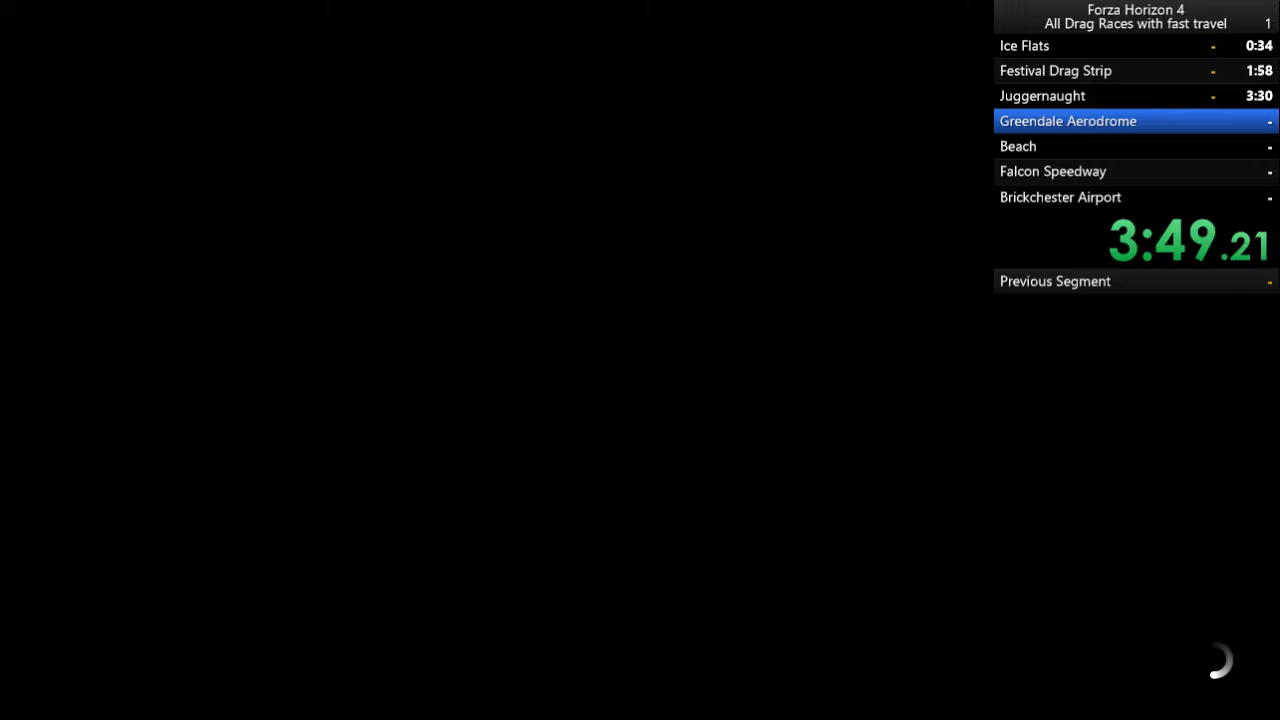 Forza Horizon 4
All Drag Races with fast travel 1
Ice Flats - 0:34
Festival Drag Strip - 1:58
Juggernaught - 3:30
Greendale Aerodrome -
Beach -
Falcon Speedway -
Brickchester Airport -
3:49.21
Previous Segment -